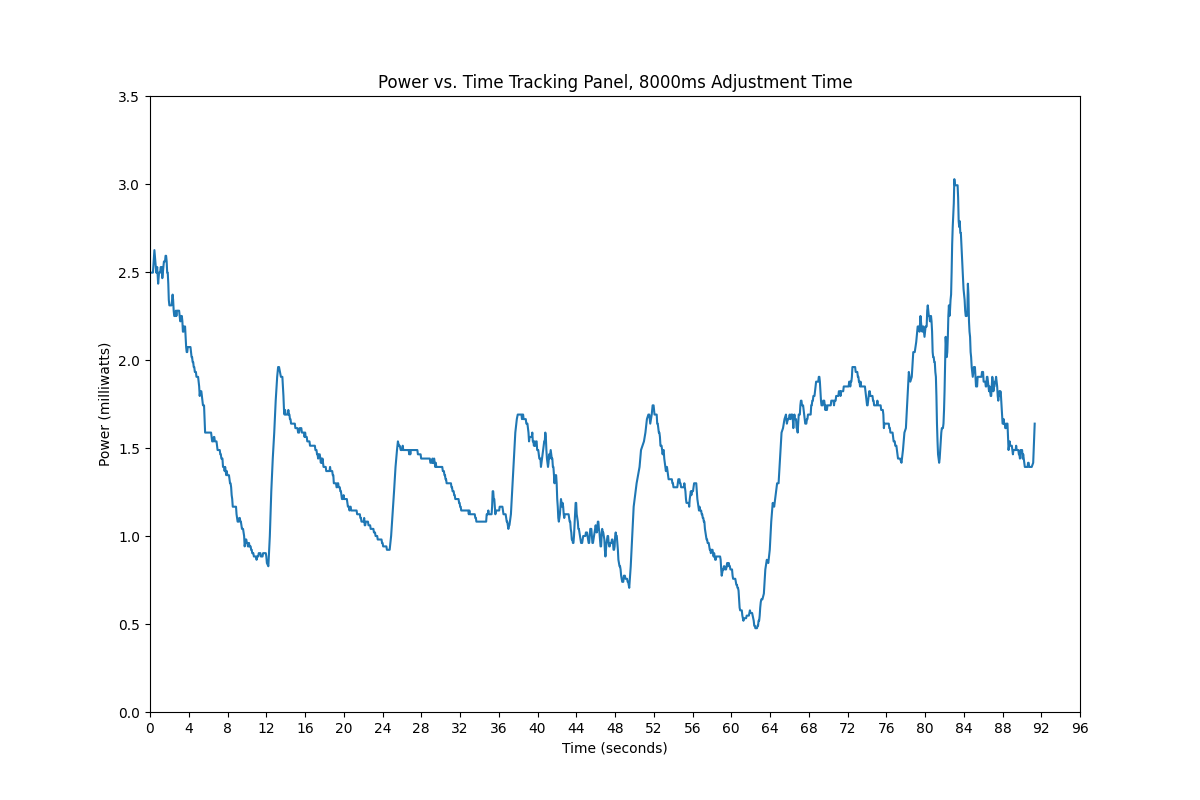 Power vs. Time Tracking Panel, 8000ms Adjustment Time
3.5
3.0
2.5
2.0
1.5
1.0
0.5
0.0
Power (milliwatts)
0 4 8 12 16 20 24 28 32 36 40 44 48 52 56 60 64 68 72 76 80 84 88 92 96
Time (seconds)